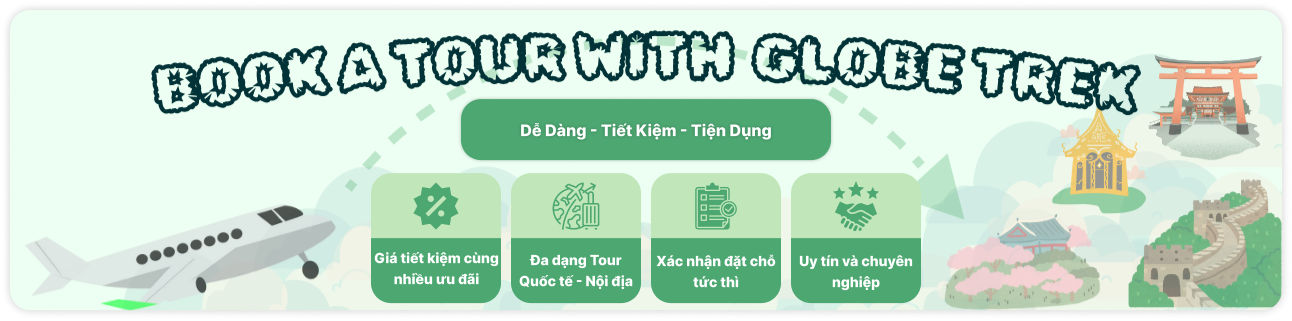 BOOK A TOUR WITH GLOBE TREK
Dễ Dàng - Tiết Kiệm - Tiện Dụng
Giá tiết kiệm cùng
nhiều ưu đãi
Đa dạng Tour
Quốc tế - Nội địa
Xác nhận đặt chỗ
tức thì
Uy tín và chuyên
nghiệp